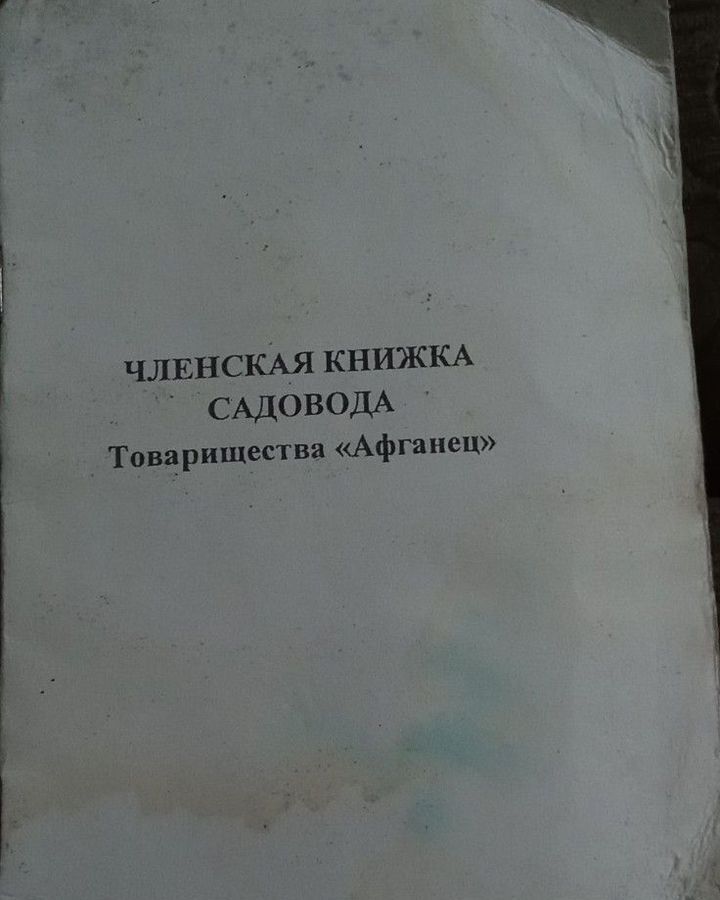 ЧЛЕНСКАЯ КНИЖКА
САДОВОДА
Товарищества «Афганец»